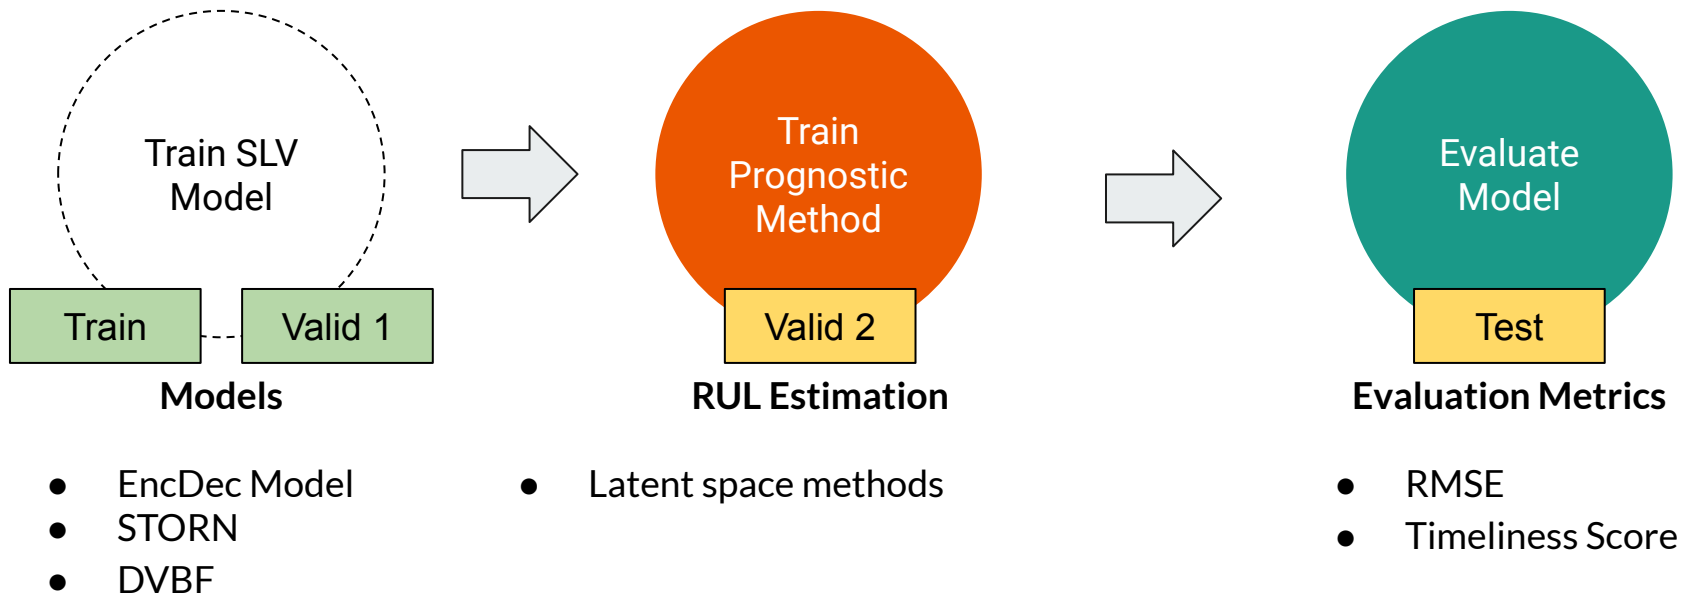 Train SLV
Model
Train
Valid 1
Models
● EncDec Model
● STORN
● DVBF
Train
Prognostic
Method
Valid 2
RUL Estimation
● Latent space methods
Evaluate
Model
Test
Evaluation Metrics
● RMSE
● Timeliness Score